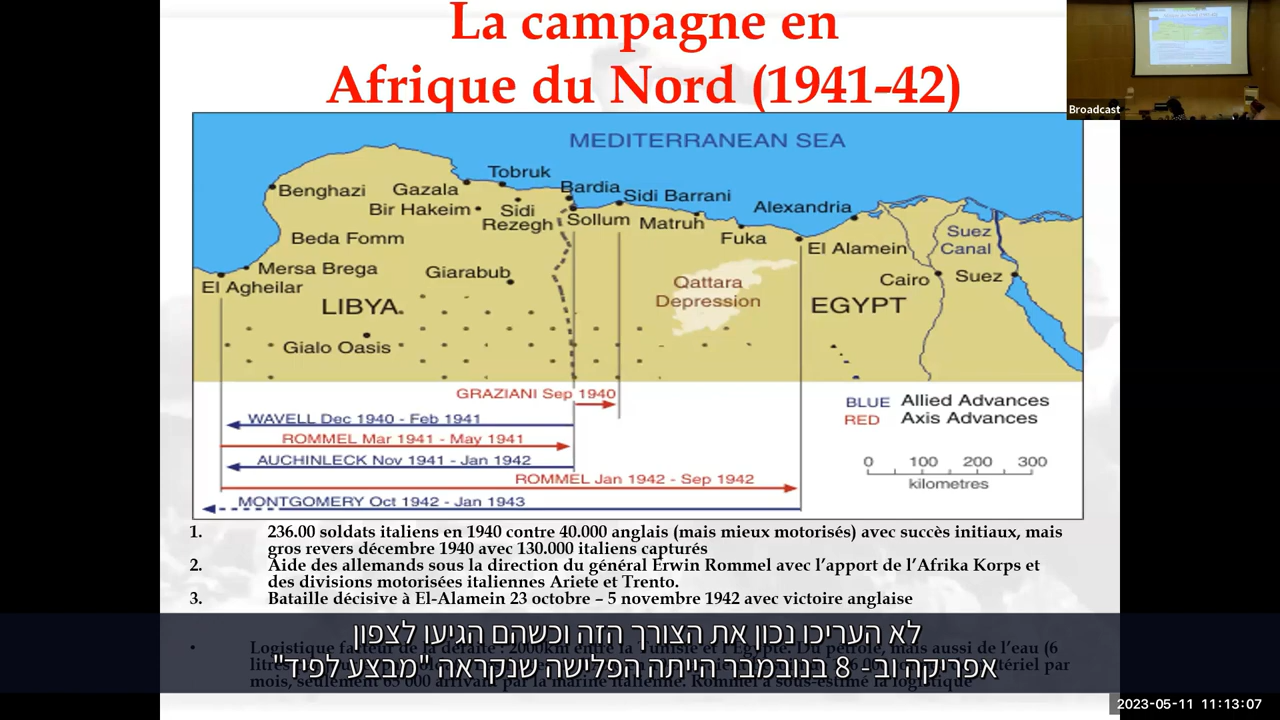 La campagne en
Afrique du Nord (1941-42)
Broadcast
MEDITERRANEAN SEA
Tobruk
Benghazi
Gazala
Bardia
Sidi Barrani
Bir Hakeim
Sidi
Rezegh
Sollum
Matruh
Alexandria
Beda Fomm
Fuka
El Alamein
Suez
Canal
Mersa Brega
Giarabub
Cairo
Suez
El Agheilar
Qattara
Depression
LIBYA
EGYPT
Gialo Oasis
GRAZIANI Sep 1940
WAVELL Dec 1940 - Feb 1941
ROMMEL Mar 1941 - May 1941
AUCHINLECK Nov 1941 - Jan 1942
ROMMEL Jan 1942 - Sep 1942
MONTGOMERY Oct 1942 - Jan 1943
BLUE Allied Advances
RED Axis Advances
0 100 200 300
kilometres
1. 236.00 soldats italiens en 1940 contre 40.000 anglais (mais mieux motorisés) avec succès initiaux, mais
gros revers décembre 1940 avec 130.000 italiens capturés
2. Aide des allemands sous la direction du général Erwin Rommel avec l'apport de l'Afrika Korps et
des divisions motorisées italiennes Ariete et Trento.
3. Bataille décisive à El-Alamein 23 octobre – 5 novembre 1942 avec victoire anglaise
לא העריכו נכון את הצורך הזה וכשהם הגיעו לצפון
אפריקה וב- 8 בנובמבר הייתה הפלישה שנקראה "מבצע לפיד"
2023-05-11 11:13:07